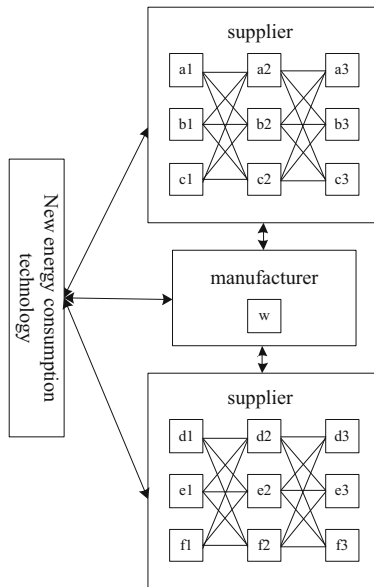 supplier
a1 a2 a3
b1 b2 b3
c1 c2 c3
New energy consumption
technology
manufacturer
w
supplier
d1 d2 d3
e1 e2 e3
f1 f2 f3